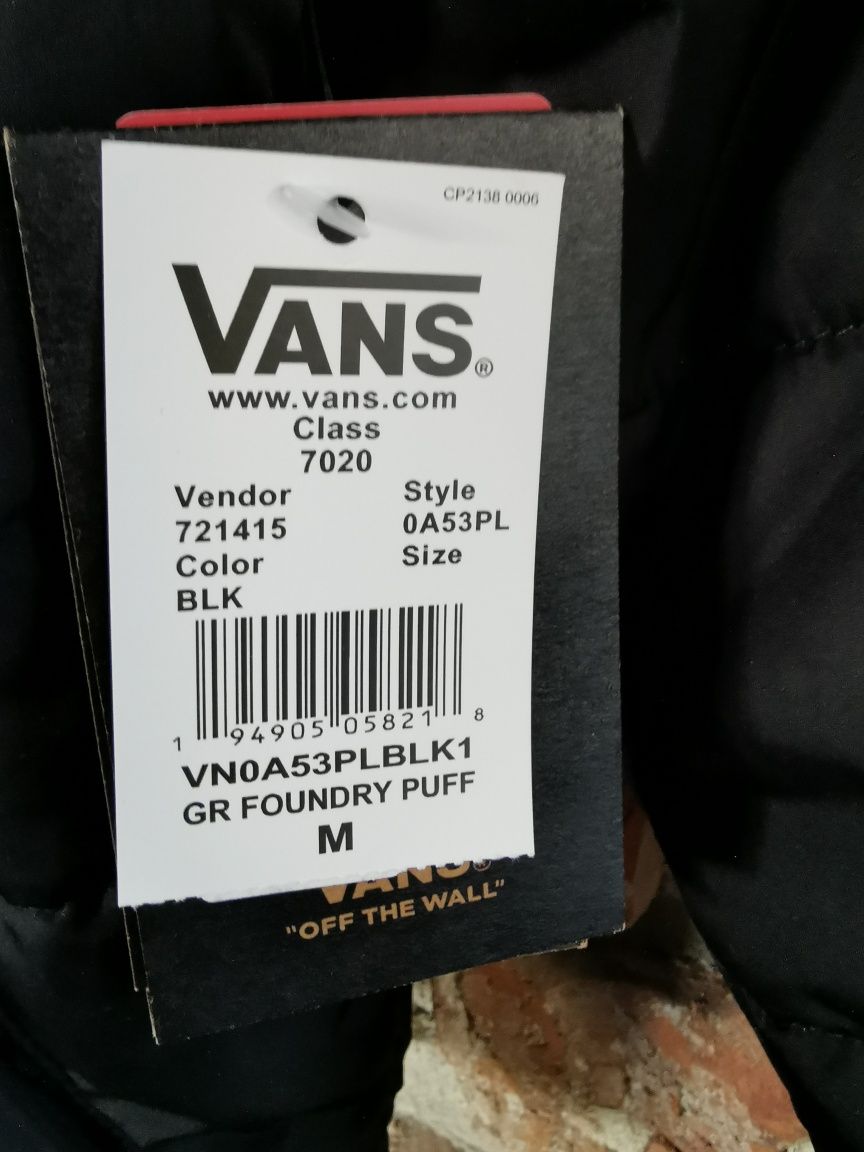 CP2138 0006
VANS®
www.vans.com
Class
7020
Vendor Style
721415 0A53PL
Color Size
BLK
1 94905 05821 8
VN0A53PLBLK1
GR FOUNDRY PUFF
M
VANS®
"OFF THE WALL"